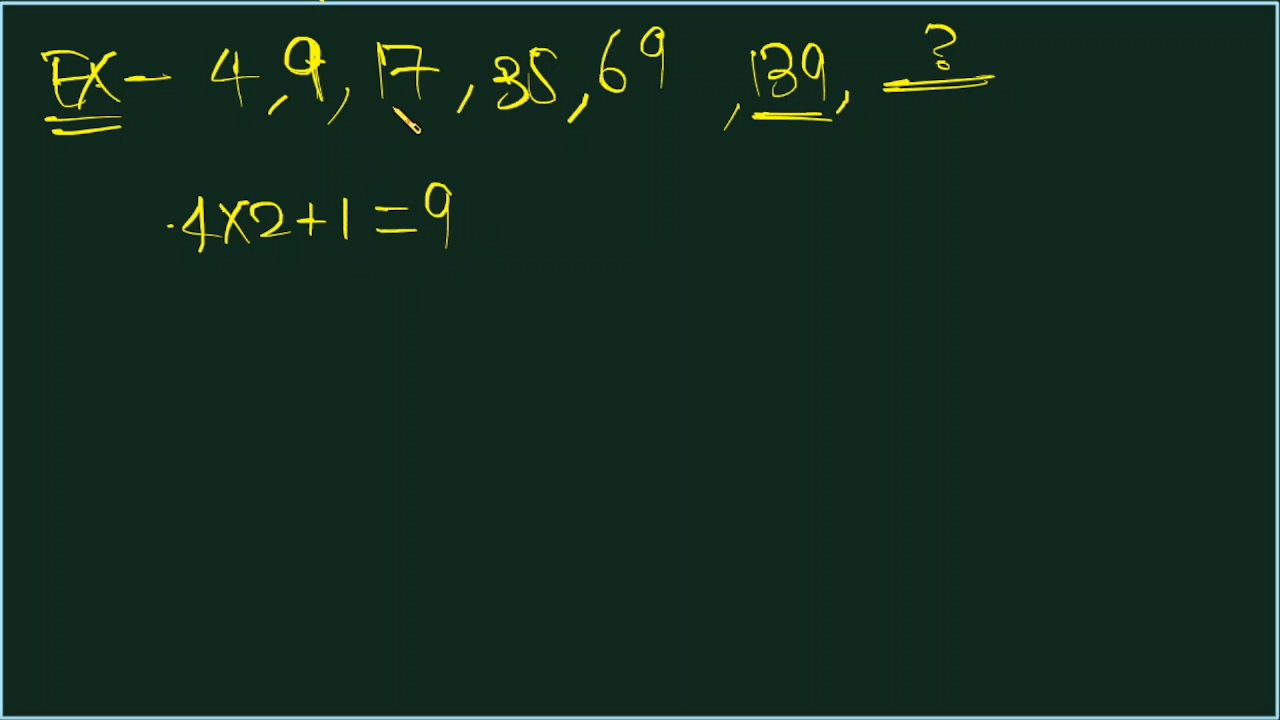 EX - 4, 9, 17, 35, 69, 139, ?
.4x2+1=9